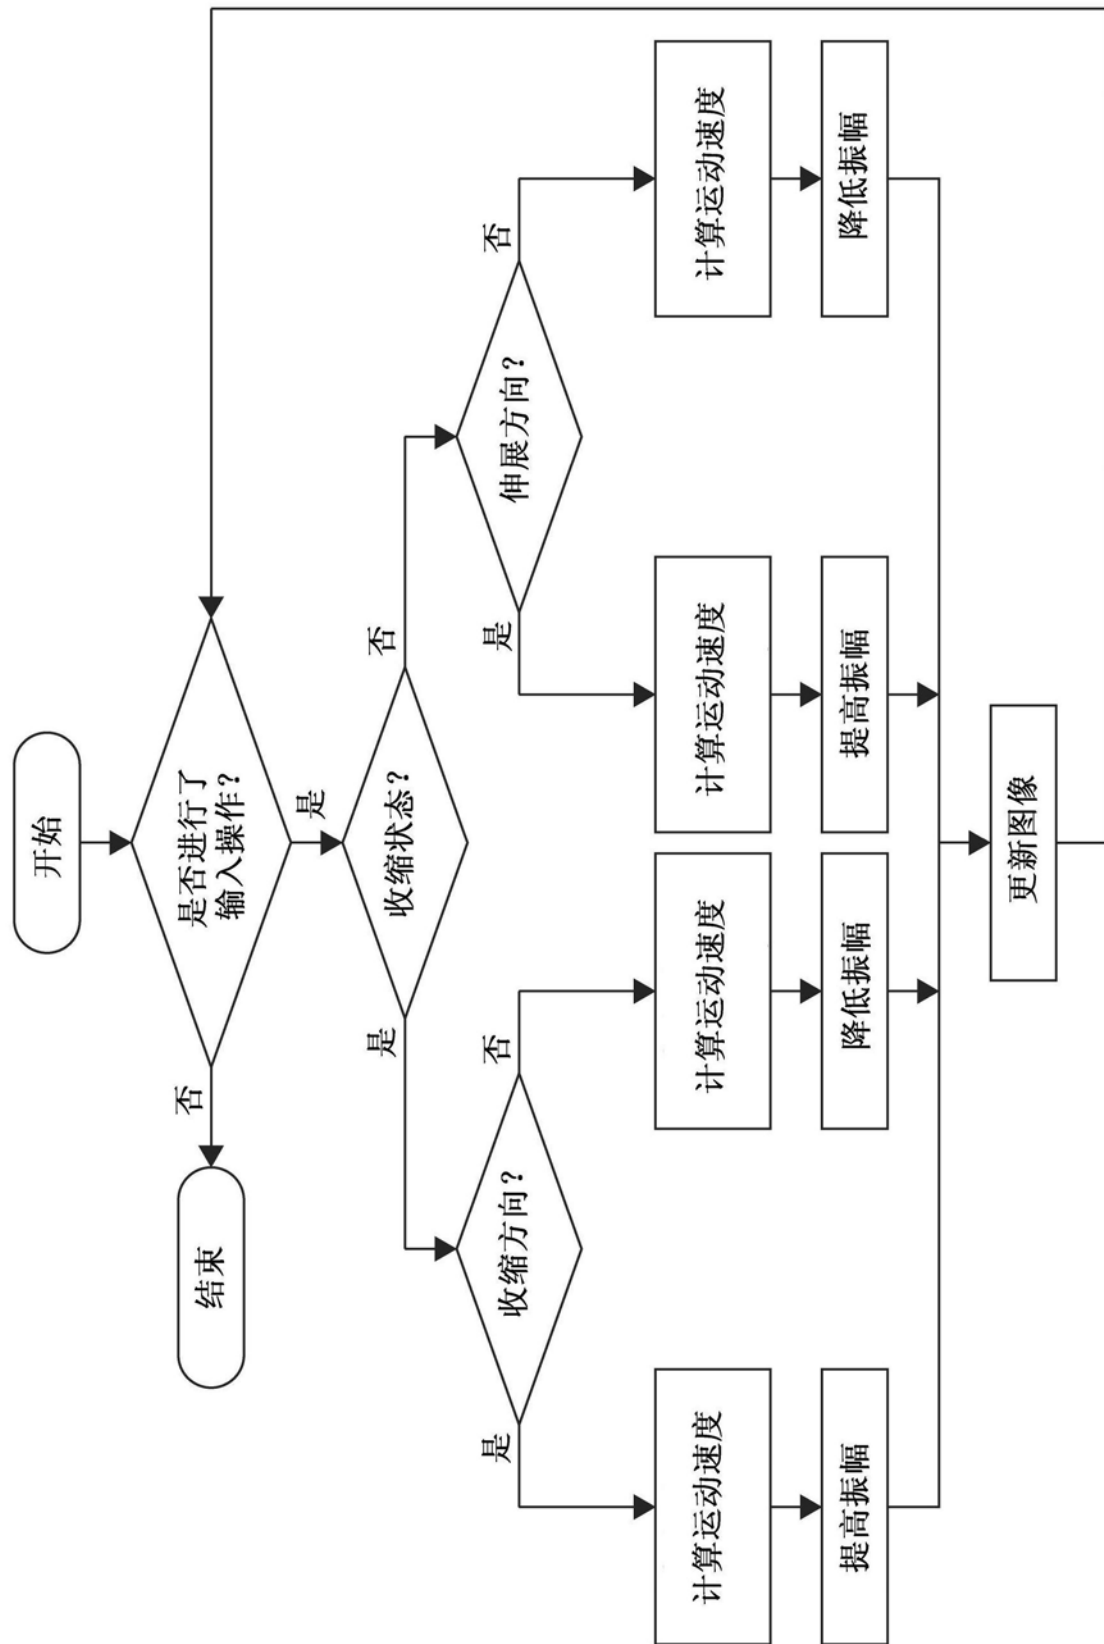 开始
是否进行了
输入操作？
否
结束
是
收缩状态？
是
否
收缩方向？
伸展方向？
是
否
是
否
计算运动速度
计算运动速度
计算运动速度
计算运动速度
提高振幅
降低振幅
提高振幅
降低振幅
更新图像